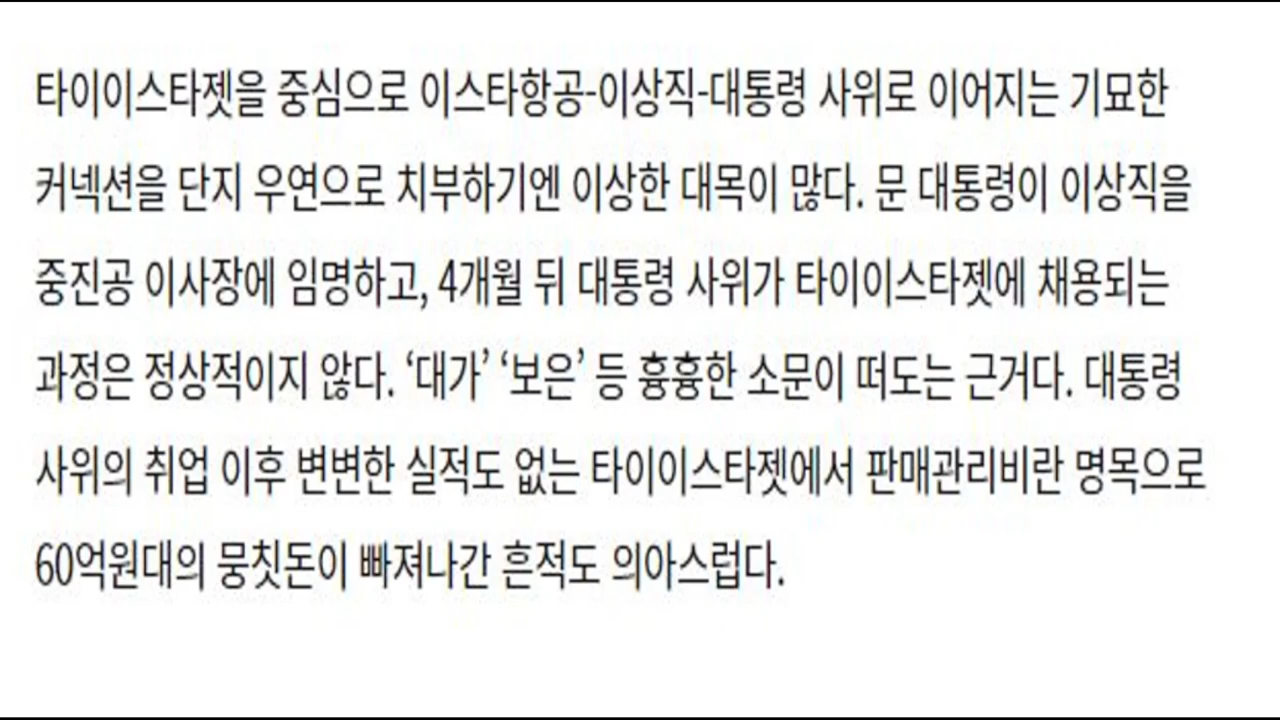 타이이스타젯을 중심으로 이스타항공-이상직-대통령 사위로 이어지는 기묘한
커넥션을 단지 우연으로 치부하기엔 이상한 대목이 많다. 문 대통령이 이상직을
중진공 이사장에 임명하고, 4개월 뒤 대통령 사위가 타이이스타젯에 채용되는
과정은 정상적이지 않다. ‘대가’ ‘보은’ 등 흉흉한 소문이 떠도는 근거다. 대통령
사위의 취업 이후 변변한 실적도 없는 타이이스타젯에서 판매관리비란 명목으로
60억원대의 뭉칫돈이 빠져나간 흔적도 의아스럽다.